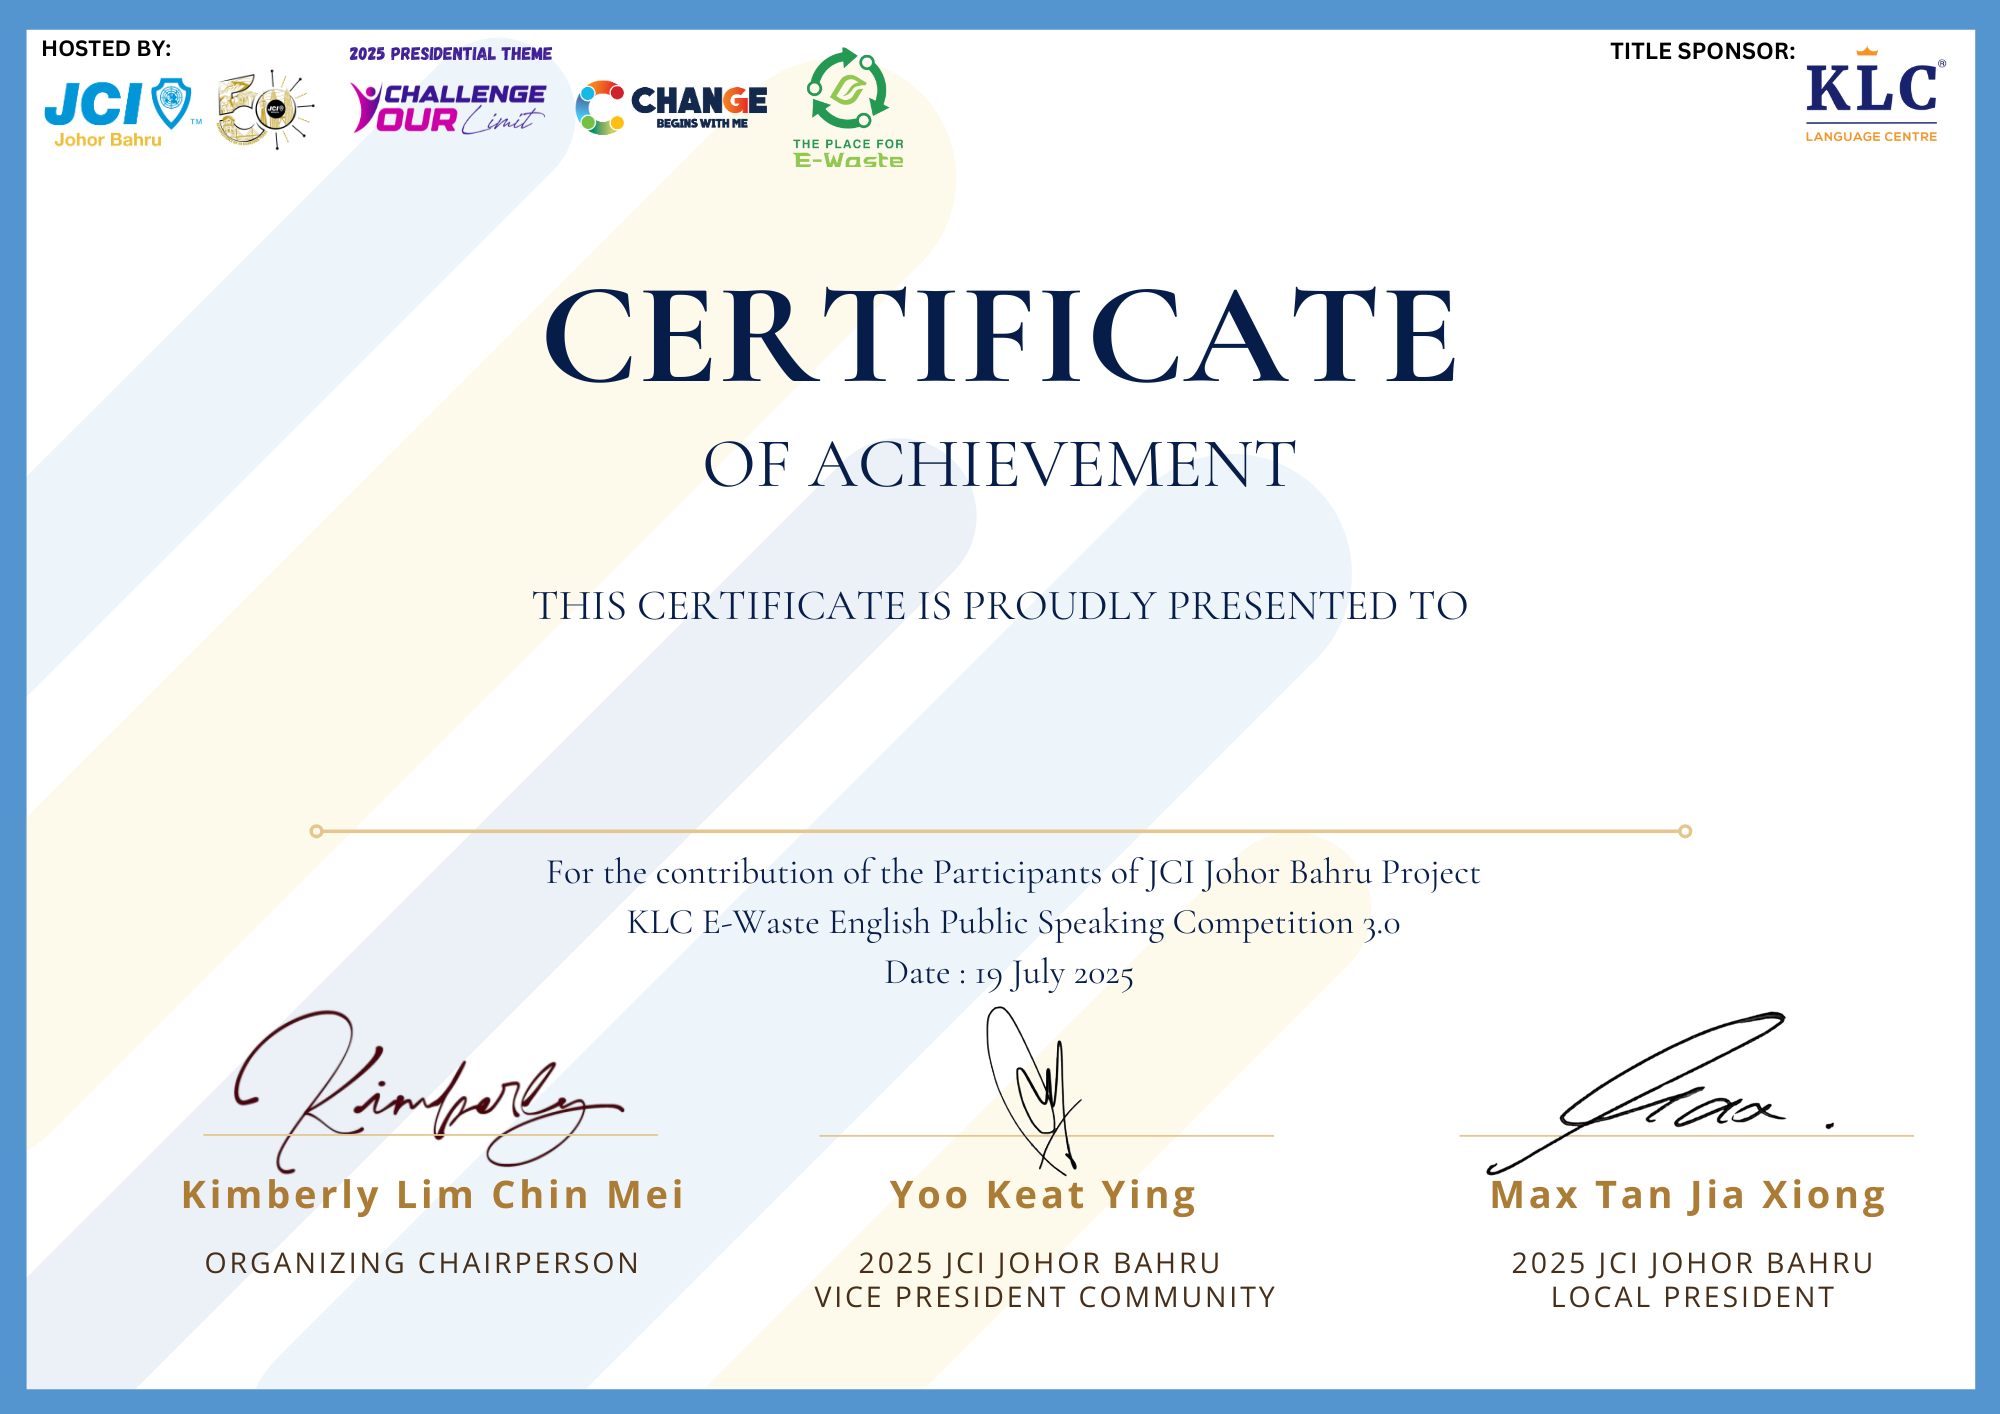 HOSTED BY:
JCI
TM
Johor Bahru
50
JCI
2025 PRESIDENTIAL THEME
CHALLENGE
YOUR Limit
CHANGE
BEGINS WITH ME
THE PLACE FOR
E-Waste
TITLE SPONSOR:
KLC®
LANGUAGE CENTRE
CERTIFICATE
OF ACHIEVEMENT
THIS CERTIFICATE IS PROUDLY PRESENTED TO
For the contribution of the Participants of JCI Johor Bahru Project
KLC E-Waste English Public Speaking Competition 3.0
Date : 19 July 2025
Kimberly
Max .
Kimberly Lim Chin Mei
ORGANIZING CHAIRPERSON
Yoo Keat Ying
2025 JCI JOHOR BAHRU
VICE PRESIDENT COMMUNITY
Max Tan Jia Xiong
2025 JCI JOHOR BAHRU
LOCAL PRESIDENT